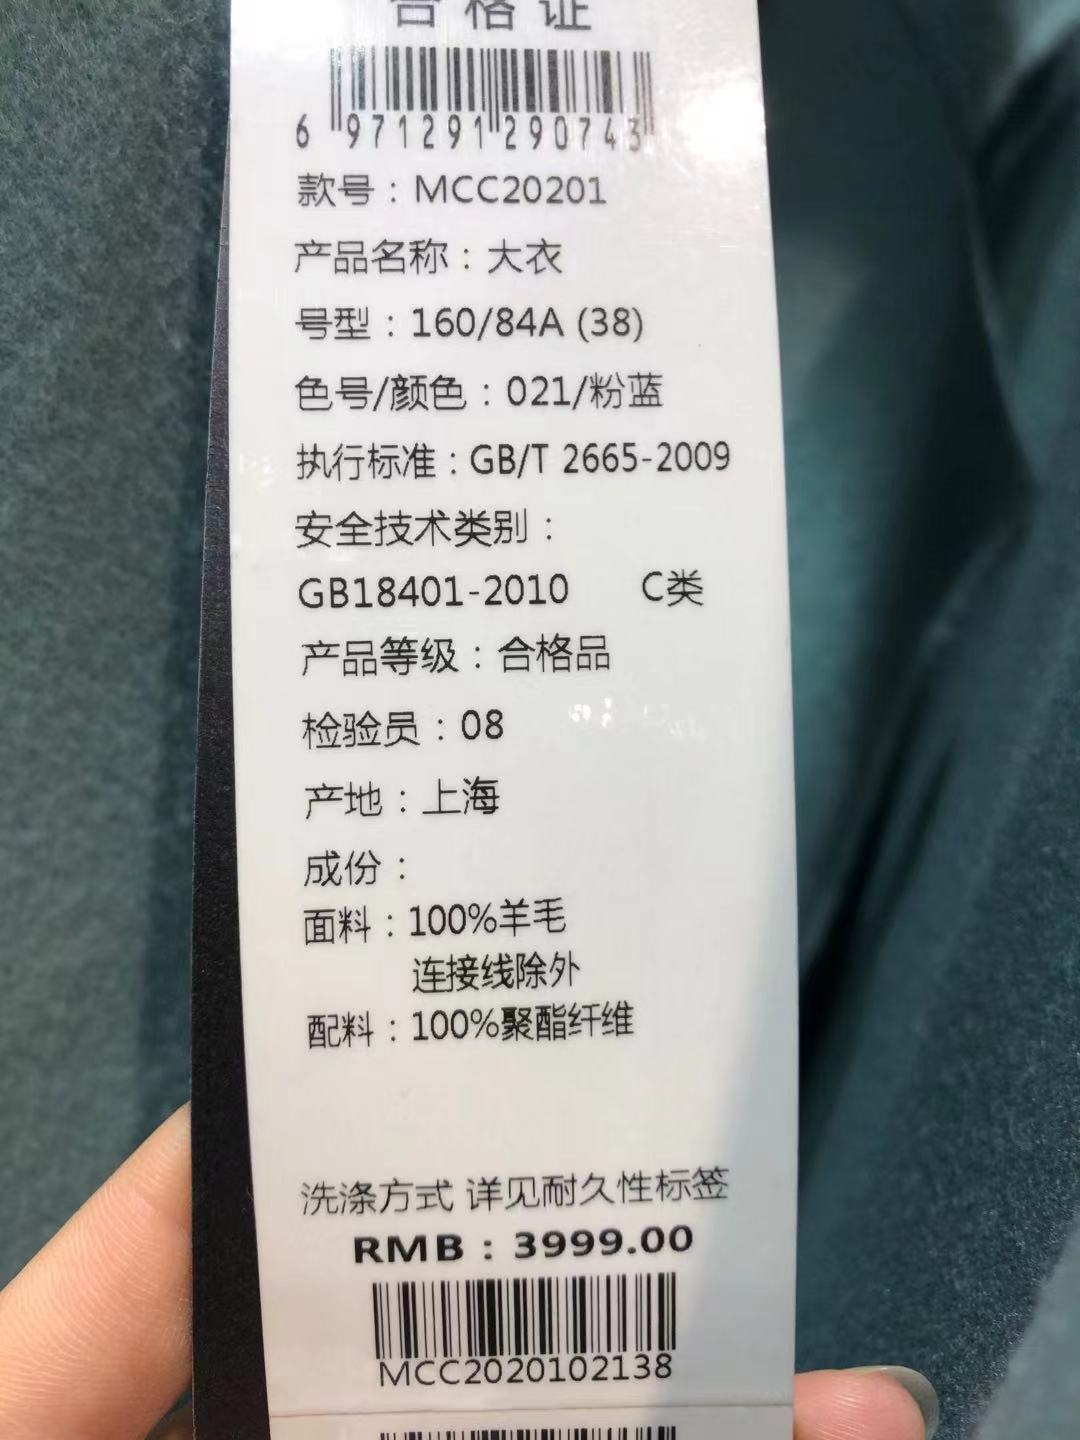 合格证
6 971291 290743
款号：MCC20201
产品名称：大衣
号型：160/84A (38)
色号/颜色：021/粉蓝
执行标准：GB/T 2665-2009
安全技术类别：
GB18401-2010 C类
产品等级：合格品
检验员：08
产地：上海
成份：
面料：100%羊毛
连接线除外
配料：100%聚酯纤维
洗涤方式 详见耐久性标签
RMB：3999.00
MCC2020102138